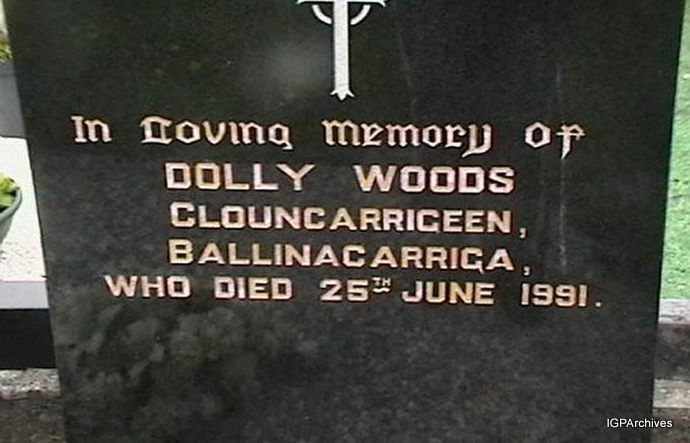 In Loving Memory Of
DOLLY WOODS
CLOUNCARRIGEEN,
BALLINACARRIGA,
WHO DIED 25TH JUNE 1991.
IGPArchives